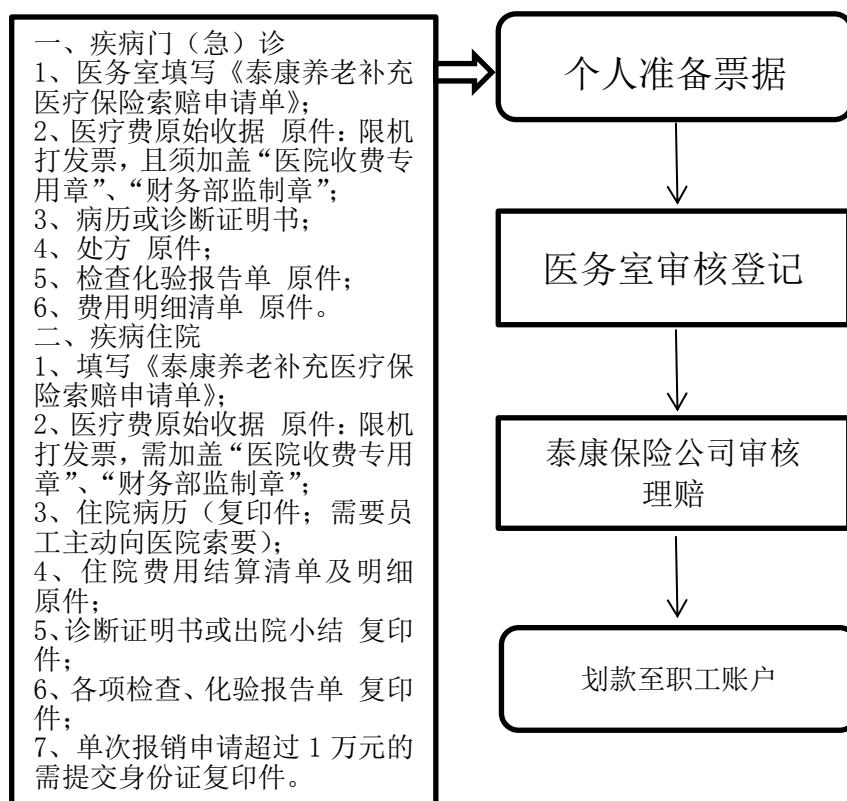 一、疾病门（急）诊
1、医务室填写《泰康养老补充
医疗保险索赔申请单》；
2、医疗费原始收据 原件：限机
打发票，且须加盖“医院收费专
用章”、“财务部监制章”；
3、病历或诊断证明书；
4、处方 原件；
5、检查化验报告单 原件；
6、费用明细清单 原件。
二、疾病住院
1、填写《泰康养老补充医疗保
险索赔申请单》；
2、医疗费原始收据 原件：限机
打发票，需加盖“医院收费专用
章”、“财务部监制章”；
3、住院病历（复印件；需要员
工主动向医院索要）；
4、住院费用结算清单及明细
原件；
5、诊断证明书或出院小结 复印
件；
6、各项检查、化验报告单 复印
件；
7、单次报销申请超过 1 万元的
需提交身份证复印件。
个人准备票据
医务室审核登记
泰康保险公司审核
理赔
划款至职工账户